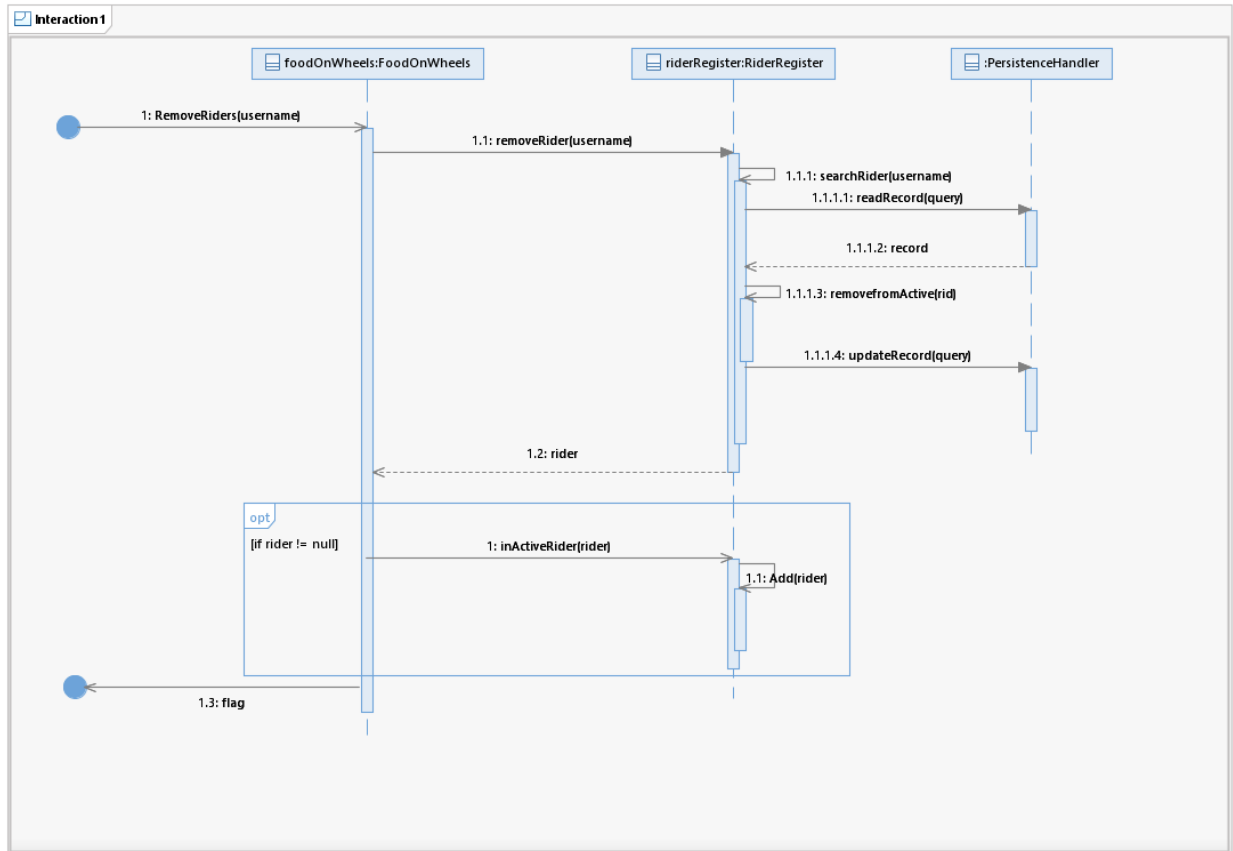 Interaction1
foodOnWheels:FoodOnWheels
riderRegister:RiderRegister
:PersistenceHandler
1: RemoveRiders(username)
1.1: removeRider(username)
1.1.1: searchRider(username)
1.1.1.1: readRecord(query)
1.1.1.2: record
1.1.1.3: removefromActive(rid)
1.1.1.4: updateRecord(query)
1.2: rider
opt
[if rider != null]
1: inActiveRider(rider)
1.1: Add(rider)
1.3: flag